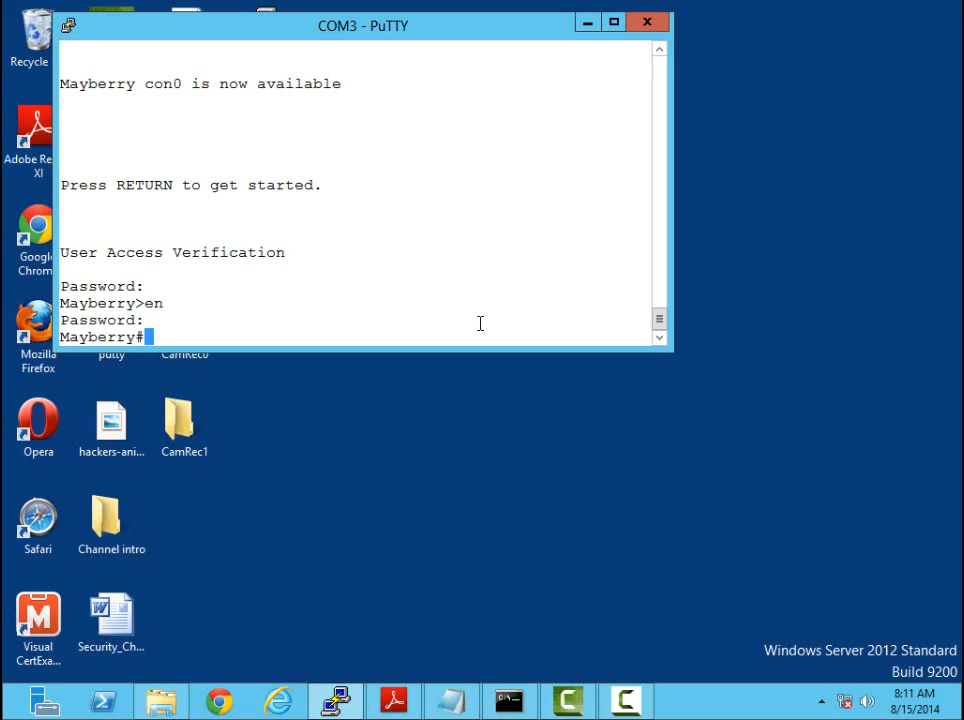 COM3 - PuTTY
Recycle
Mayberry con0 is now available
Adobe Re
XI
Press RETURN to get started.
Google
Chrom
User Access Verification
Password:
Mayberry>en
Password:
Mayberry#
Mozilla
Firefox
putty
CamRec0
Opera
hackers-ani...
CamRec1
Safari
Channel intro
Visual
CertExa...
Security_Ch...
Windows Server 2012 Standard
Build 9200
8:11 AM
8/15/2014